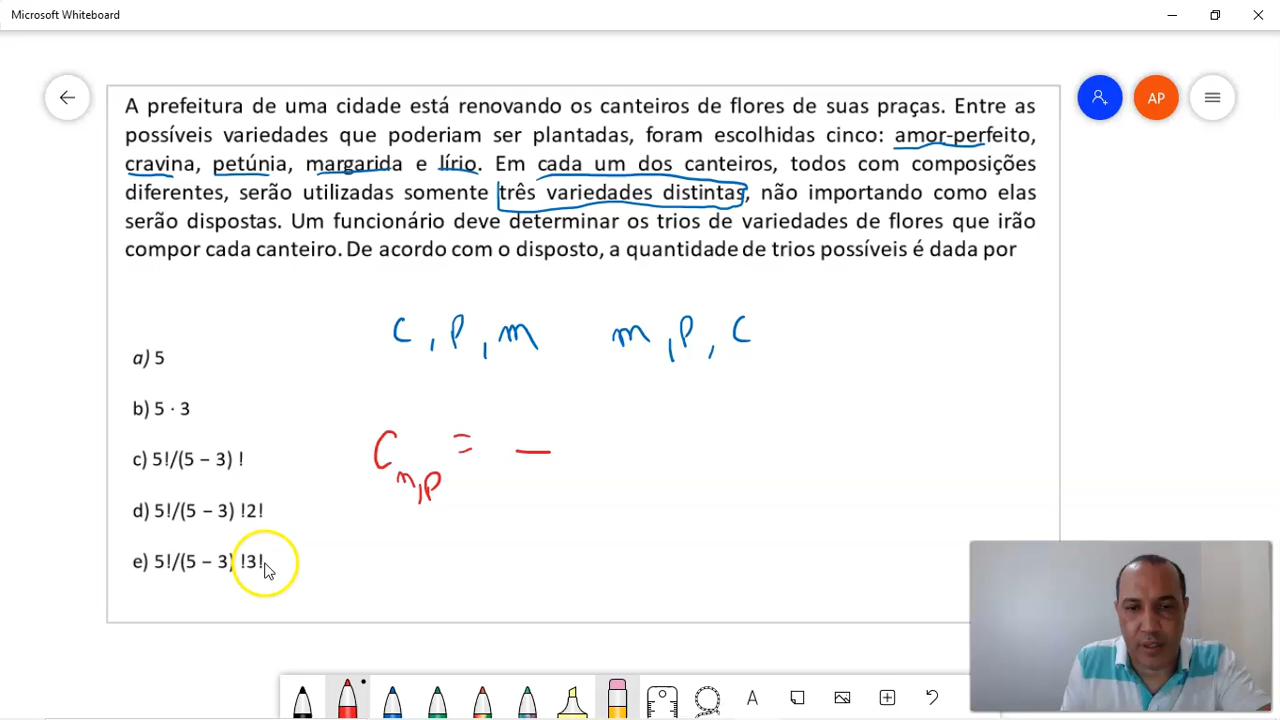 Microsoft Whiteboard
AP
A prefeitura de uma cidade está renovando os canteiros de flores de suas praças. Entre as
possíveis variedades que poderiam ser plantadas, foram escolhidas cinco: amor-perfeito,
cravina, petúnia, margarida e lírio. Em cada um dos canteiros, todos com composições
diferentes, serão utilizadas somente três variedades distintas, não importando como elas
serão dispostas. Um funcionário deve determinar os trios de variedades de flores que irão
compor cada canteiro. De acordo com o disposto, a quantidade de trios possíveis é dada por
C, P, m m, P, C
a) 5
b) 5 · 3
c) 5!/(5 − 3) !
C n,p = —
d) 5!/(5 − 3) !2!
e) 5!/(5 − 3) !3!
A